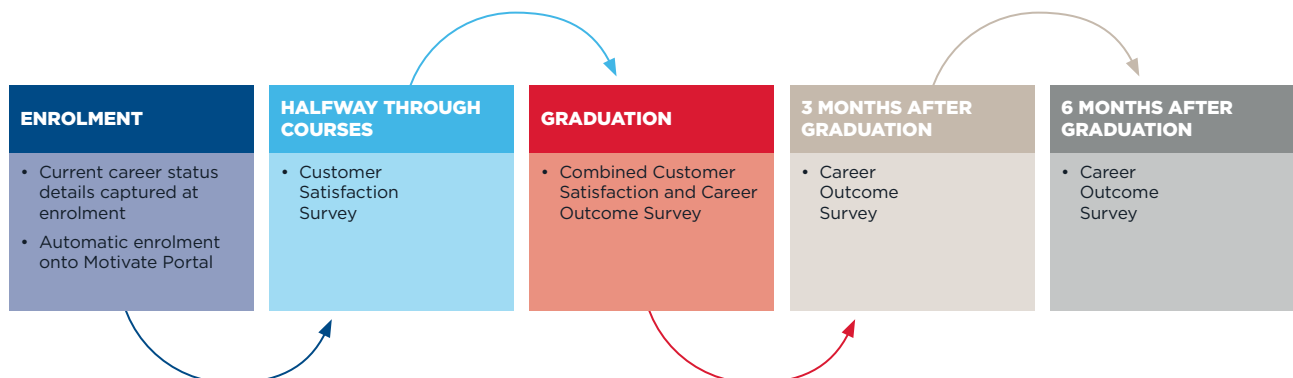 ENROLMENT
• Current career status
details captured at
enrolment
• Automatic enrolment
onto Motivate Portal
HALFWAY THROUGH
COURSES
• Customer
Satisfaction
Survey
GRADUATION
• Combined Customer
Satisfaction and Career
Outcome Survey
3 MONTHS AFTER
GRADUATION
• Career
Outcome
Survey
6 MONTHS AFTER
GRADUATION
• Career
Outcome
Survey